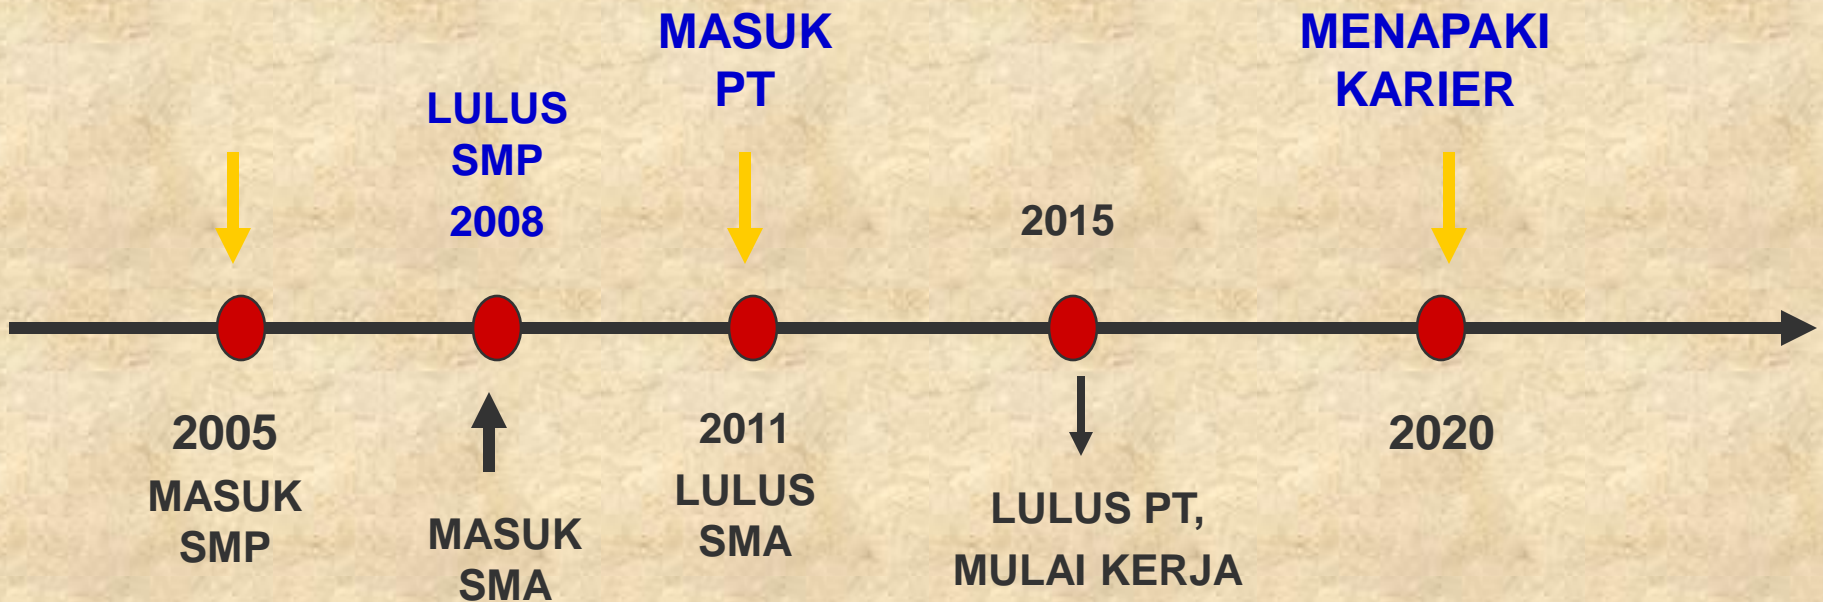 MASUK
PT
MENAPAKI
KARIER
LULUS
SMP
2008
2015
2005
MASUK
SMP
MASUK
SMA
2011
LULUS
SMA
LULUS PT,
MULAI KERJA
2020